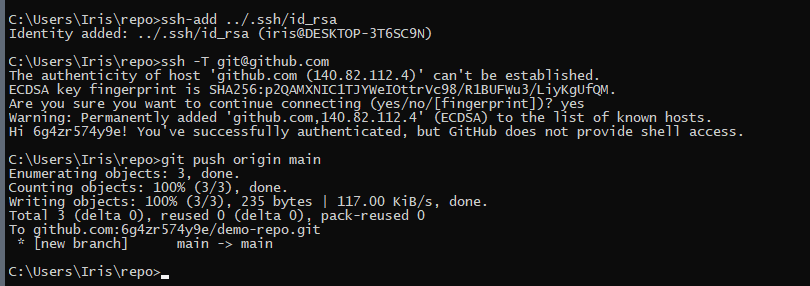 C:\Users\Iris\repo>ssh-add ../.ssh/id_rsa
Identity added: ../.ssh/id_rsa (iris@DESKTOP-3T6SC9N)
C:\Users\Iris\repo>ssh -T git@github.com
The authenticity of host 'github.com (140.82.112.4)' can't be established.
ECDSA key fingerprint is SHA256:p2QAMXNIC1TJYWeIOttrVc98/R1BUFWu3/LiyKgUfQM.
Are you sure you want to continue connecting (yes/no/[fingerprint])? yes
Warning: Permanently added 'github.com,140.82.112.4' (ECDSA) to the list of known hosts.
Hi 6g4zr574y9e! You've successfully authenticated, but GitHub does not provide shell access.
C:\Users\Iris\repo>git push origin main
Enumerating objects: 3, done.
Counting objects: 100% (3/3), done.
Writing objects: 100% (3/3), 235 bytes | 117.00 KiB/s, done.
Total 3 (delta 0), reused 0 (delta 0), pack-reused 0
To github.com:6g4zr574y9e/demo-repo.git
 * [new branch]      main -> main
C:\Users\Iris\repo>